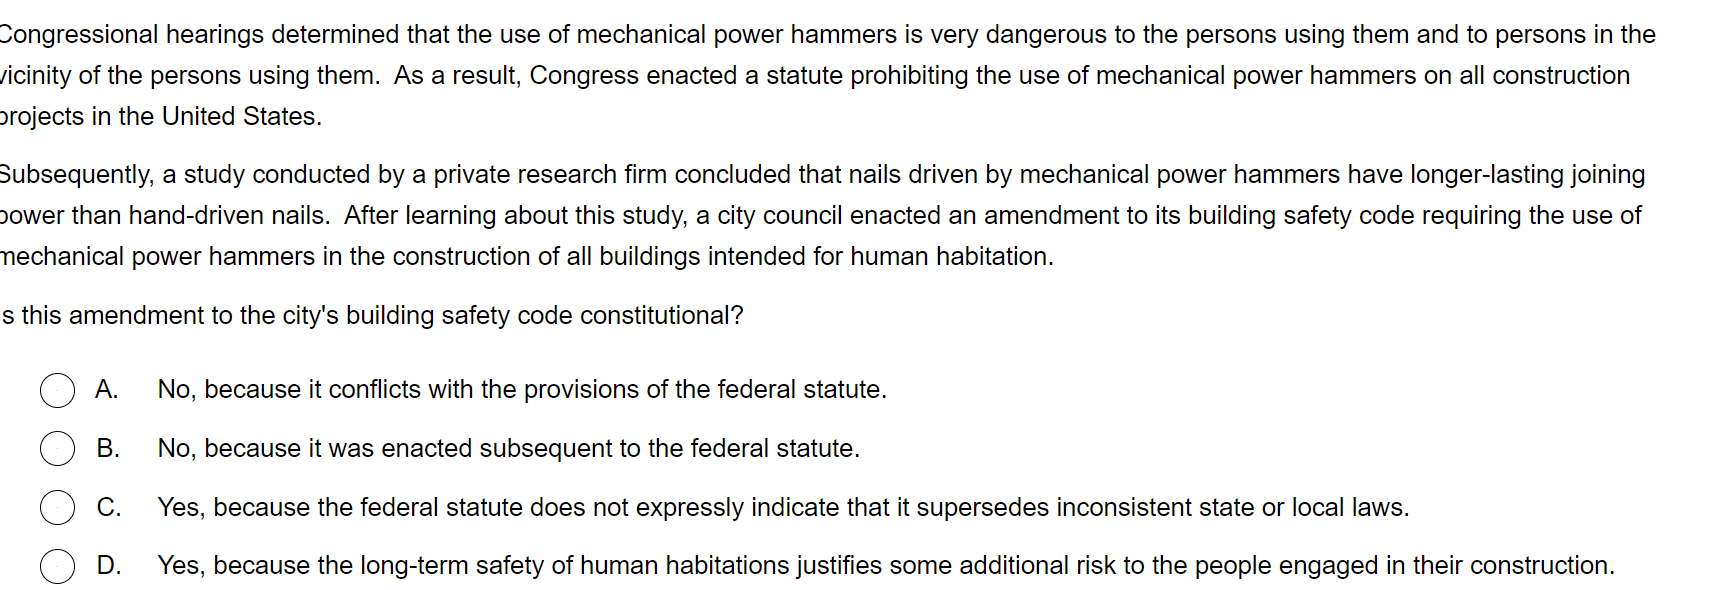 Congressional hearings determined that the use of mechanical power hammers is very dangerous to the persons using them and to persons in the
vicinity of the persons using them. As a result, Congress enacted a statute prohibiting the use of mechanical power hammers on all construction
projects in the United States.
Subsequently, a study conducted by a private research firm concluded that nails driven by mechanical power hammers have longer-lasting joining
power than hand-driven nails. After learning about this study, a city council enacted an amendment to its building safety code requiring the use of
mechanical power hammers in the construction of all buildings intended for human habitation.
s this amendment to the city's building safety code constitutional?
A. No, because it conflicts with the provisions of the federal statute.
B. No, because it was enacted subsequent to the federal statute.
C. Yes, because the federal statute does not expressly indicate that it supersedes inconsistent state or local laws.
D. Yes, because the long-term safety of human habitations justifies some additional risk to the people engaged in their construction.